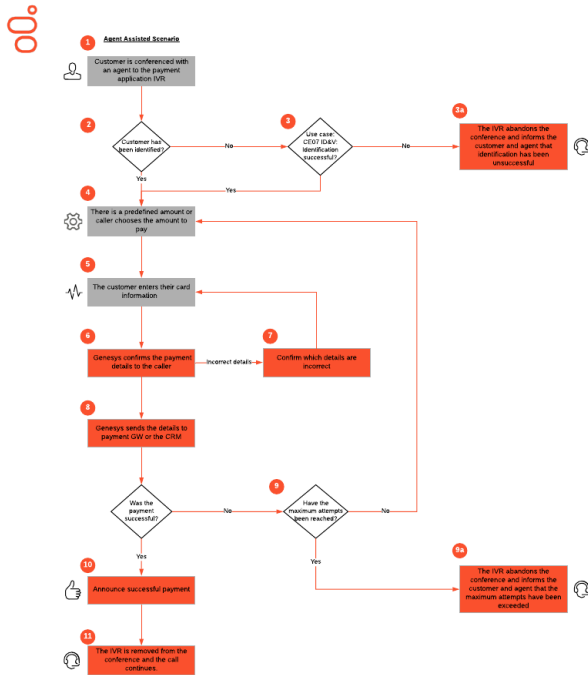 Agent Assisted Scenario
1
Customer is conferenced with
an agent to the payment
application IVR
2
Customer has
been identified?
No
3
Use case:
CE07 ID&V:
Identification
successful?
No
3a
The IVR abandons the
conference and informs the
customer and agent that
identification has been
unsuccessful
Yes
Yes
4
There is a predefined amount or
caller chooses the amount to
pay
5
The customer enters their card
information
6
Genesys confirms the payment
details to the caller
Incorrect details
7
Confirm which details are
incorrect
8
Genesys sends the details to
payment GW or the CRM
Was the
payment
successful?
No
9
Have the
maximum attempts
been reached?
No
Yes
Yes
9a
The IVR abandons the
conference and informs the
customer and agent that the
maximum attempts have been
exceeded
10
Announce successful payment
11
The IVR is removed from the
conference and the call
continues.